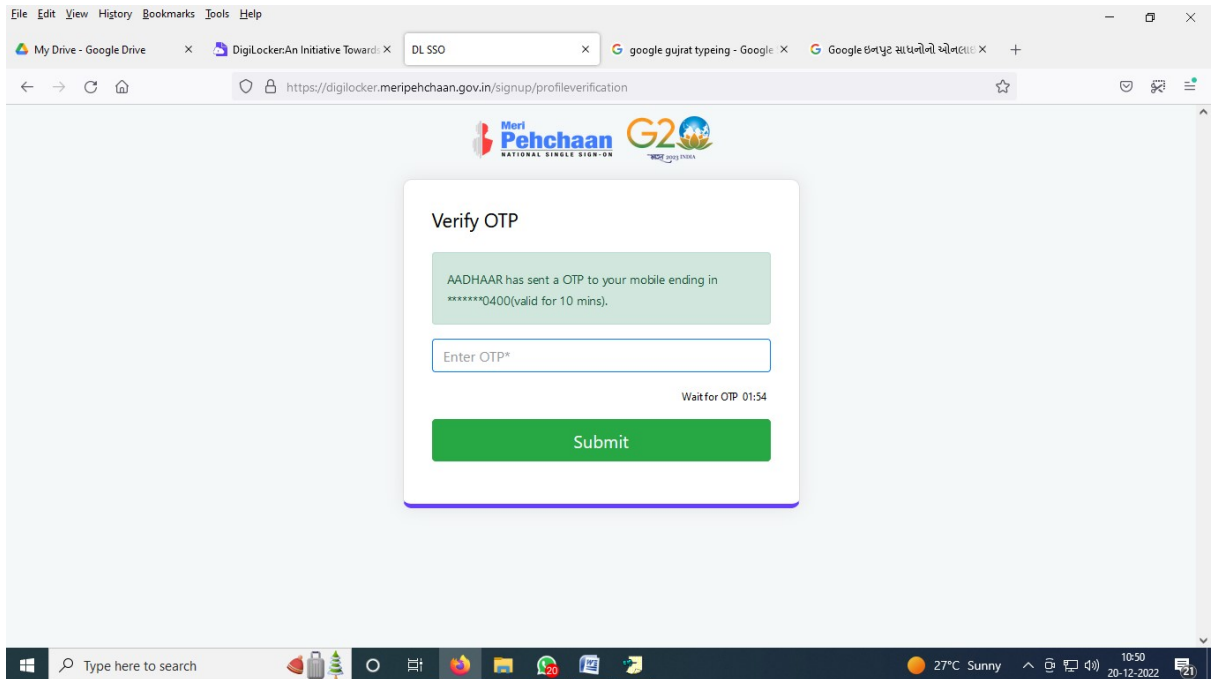 File Edit View History Bookmarks Tools Help
My Drive - Google Drive
DigiLocker:An Initiative Towards
DL SSO
google gujrat typeing - Google
Google ઇનપુટ સાધનોનો ઓનલાઇ
https://digilocker.meripehchaan.gov.in/signup/profileverification
Meri
Pehchaan
NATIONAL SINGLE SIGN-ON
G20
भारत 2023 INDIA
Verify OTP
AADHAAR has sent a OTP to your mobile ending in
*******0400(valid for 10 mins).
Enter OTP*
Wait for OTP 01:54
Submit
Type here to search
20
27°C Sunny
10:50
20-12-2022
21